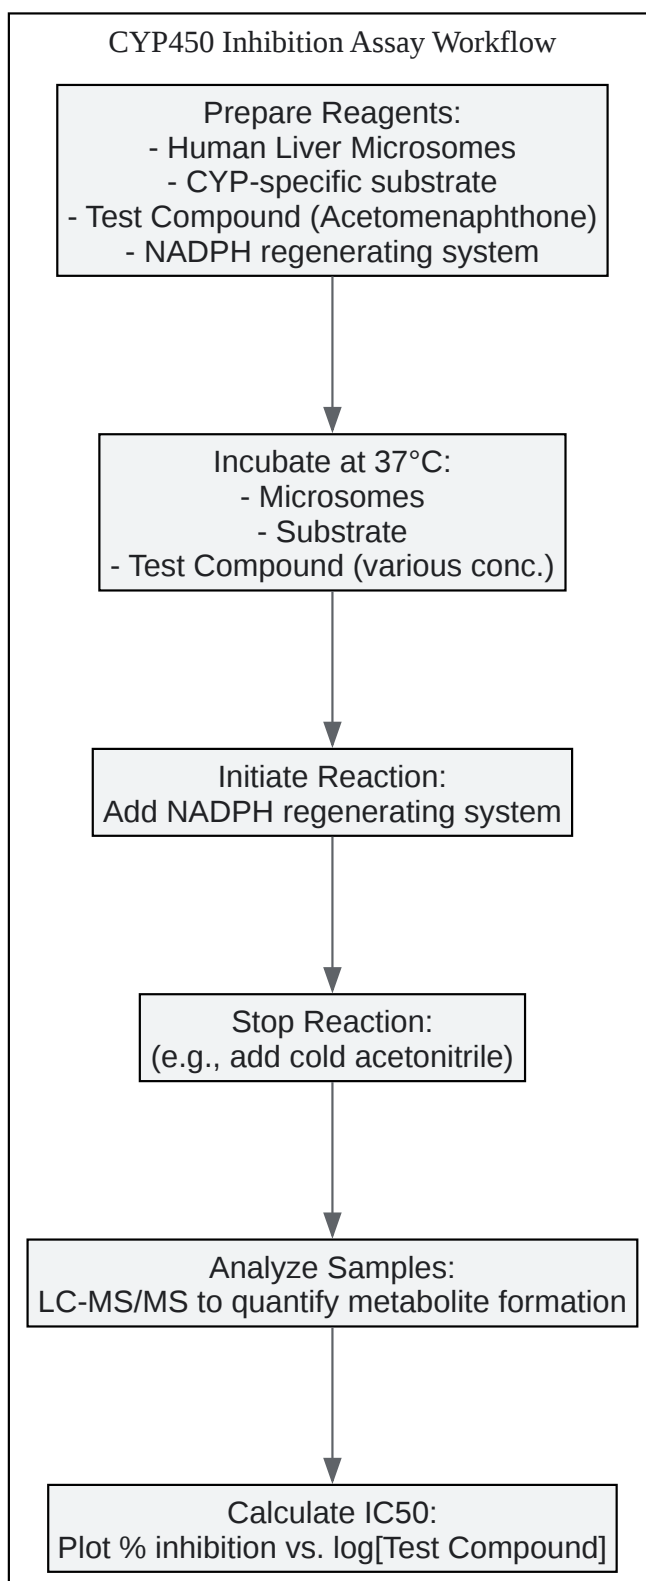 CYP450 Inhibition Assay Workflow
Prepare Reagents:
- Human Liver Microsomes
- CYP-specific substrate
- Test Compound (Acetomenaphthone)
- NADPH regenerating system
Incubate at 37°C:
- Microsomes
- Substrate
- Test Compound (various conc.)
Initiate Reaction:
Add NADPH regenerating system
Stop Reaction:
(e.g., add cold acetonitrile)
Analyze Samples:
LC-MS/MS to quantify metabolite formation
Calculate IC50:
Plot % inhibition vs. log[Test Compound]